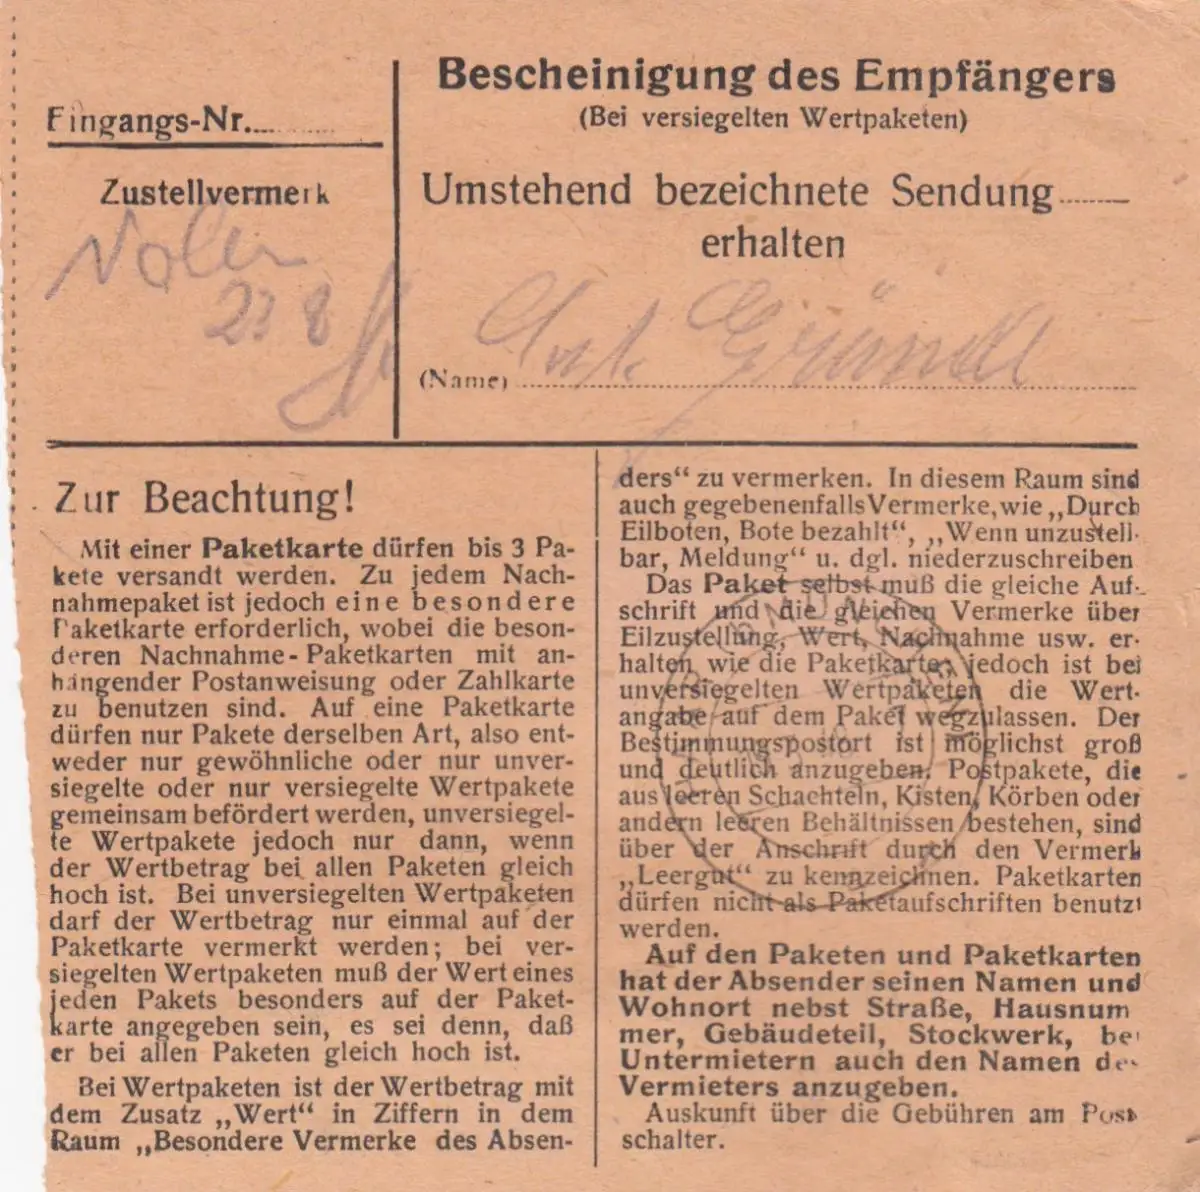 Eingangs-Nr.
Zustellvermerk
23 8
Bescheinigung des Empfängers
(Bei versiegelten Wertpaketen)
Umstehend bezeichnete Sendung
erhalten
(Name)
Zur Beachtung!
Mit einer Paketkarte dürfen bis 3 Pa-
kete versandt werden. Zu jedem Nach-
nahmepaket ist jedoch eine besondere
Paketkarte erforderlich, wobei die beson-
deren Nachnahme-Paketkarten mit an-
hängender Postanweisung oder Zahlkarte
zu benutzen sind. Auf eine Paketkarte
dürfen nur Pakete derselben Art, also ent-
weder nur gewöhnliche oder nur unver-
siegelte oder nur versiegelte Wertpakete
gemeinsam befördert werden, unversiegel-
te Wertpakete jedoch nur dann, wenn
der Wertbetrag bei allen Paketen gleich
hoch ist. Bei unversiegelten Wertpaketen
darf der Wertbetrag nur einmal auf der
Paketkarte vermerkt werden; bei ver-
siegelten Wertpaketen muß der Wert eines
jeden Pakets besonders auf der Paket-
karte angegeben sein, es sei denn, daß
er bei allen Paketen gleich hoch ist.
Bei Wertpaketen ist der Wertbetrag mit
dem Zusatz „Wert“ in Ziffern in dem
Raum „Besondere Vermerke des Absen-
ders“ zu vermerken. In diesem Raum sind
auch gegebenenfalls Vermerke, wie „Durch
Eilboten, Bote bezahlt“, „Wenn unzustell-
bar, Meldung“ u. dgl. niederzuschreiben
Das Paket selbst muß die gleiche Auf-
schrift und die gleichen Vermerke über
Eilzustellung, Wert, Nachnahme usw. er-
halten wie die Paketkarte; jedoch ist bei
unversiegelten Wertpaketen die Wert-
angabe auf dem Paket wegzulassen. Der
Bestimmungspostort ist möglichst groß
und deutlich anzugeben. Postpakete, die
aus leeren Schachteln, Kisten, Körben oder
andern leeren Behältnissen bestehen, sind
über der Anschrift durch den Vermerk
„Leergut“ zu kennzeichnen. Paketkarten
dürfen nicht als Paketaufschriften benutzt
werden.
Auf den Paketen und Paketkarten
hat der Absender seinen Namen und
Wohnort nebst Straße, Hausnum
mer, Gebäudeteil, Stockwerk, bei
Untermietern auch den Namen des
Vermieters anzugeben.
Auskunft über die Gebühren am Post
schalter.